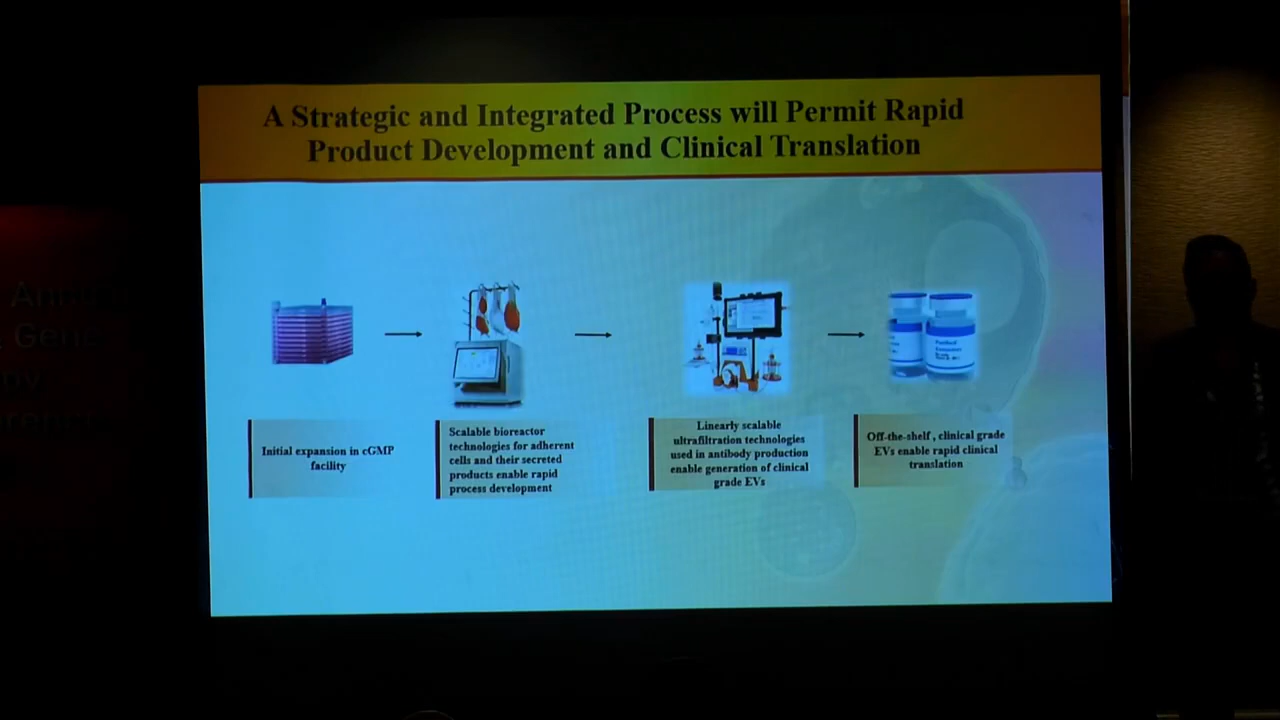 A Strategic and Integrated Process will Permit Rapid
Product Development and Clinical Translation
Initial expansion in cGMP
facility
Scalable bioreactor
technologies for adherent
cells and their secreted
products enable rapid
process development
Linearly scalable
ultrafiltration technologies
used in antibody production
enable generation of clinical
grade EVs
Off-the-shelf , clinical grade
EVs enable rapid clinical
translation
Purified